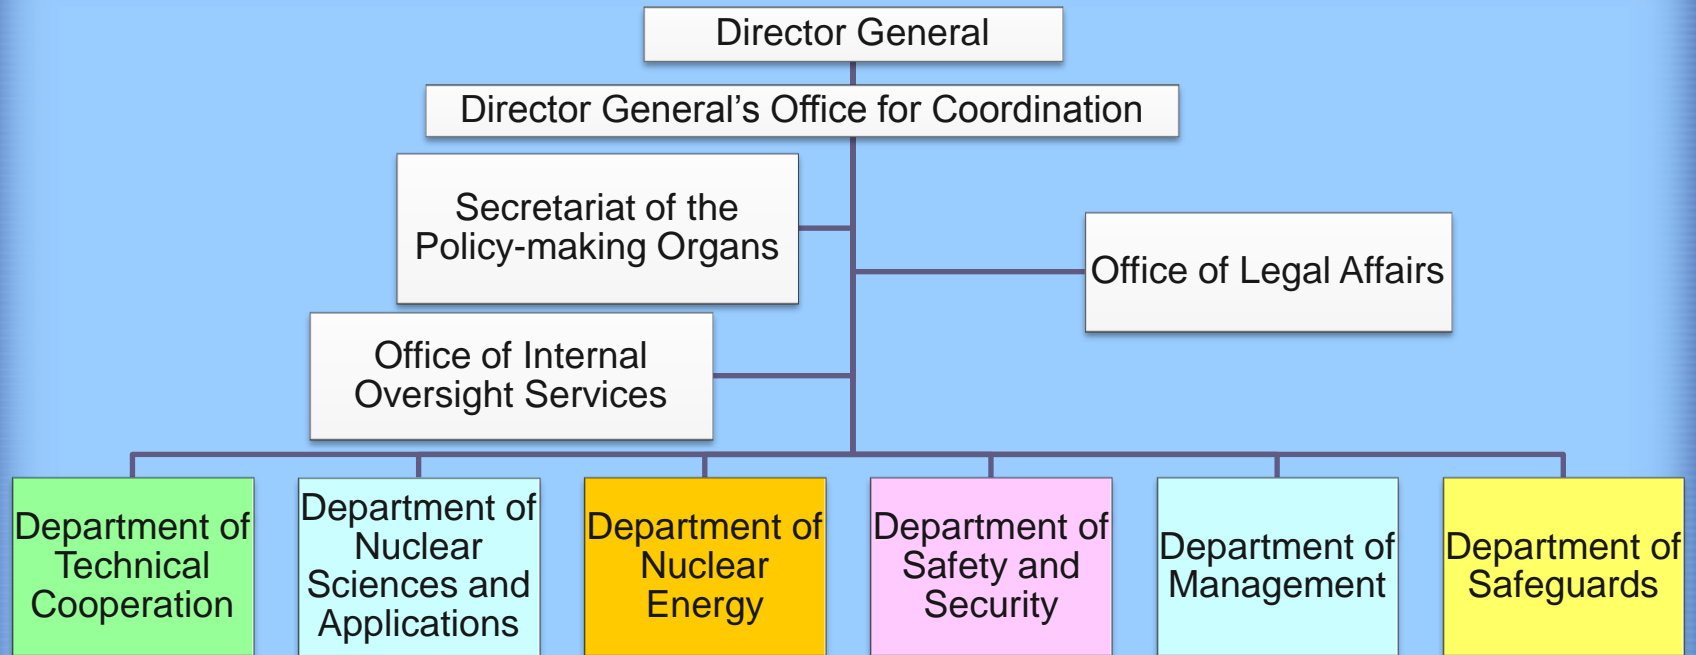 Director General
Director General’s Office for Coordination
Secretariat of the
Policy-making Organs
Office of Legal Affairs
Office of Internal
Oversight Services
Department of
Technical
Cooperation
Department of
Nuclear
Sciences and
Applications
Department of
Nuclear
Energy
Department of
Safety and
Security
Department of
Management
Department of
Safeguards